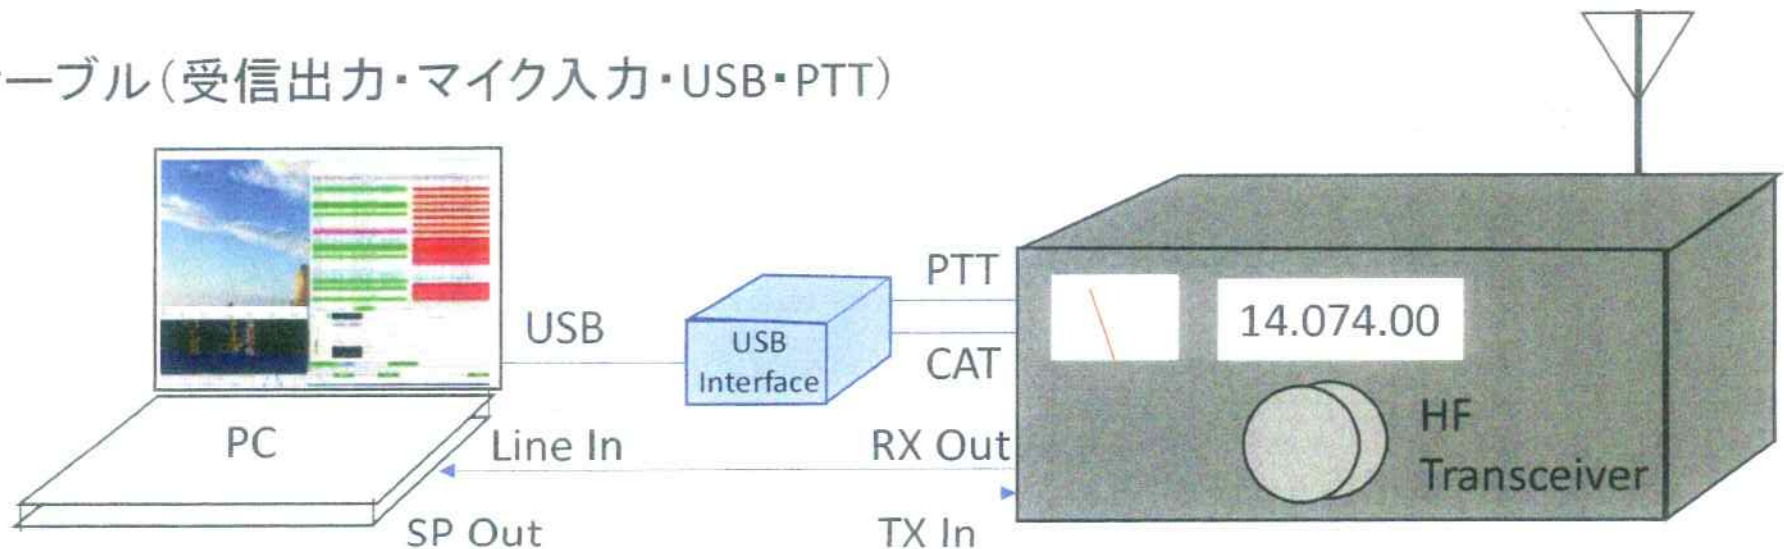 ーブル(受信出力・マイク入力・USB・PTT)
PTT
14.074.00
USB
USB
Interface
CAT
HF
Transceiver
PC
Line In
RX Out
SP Out
TX In